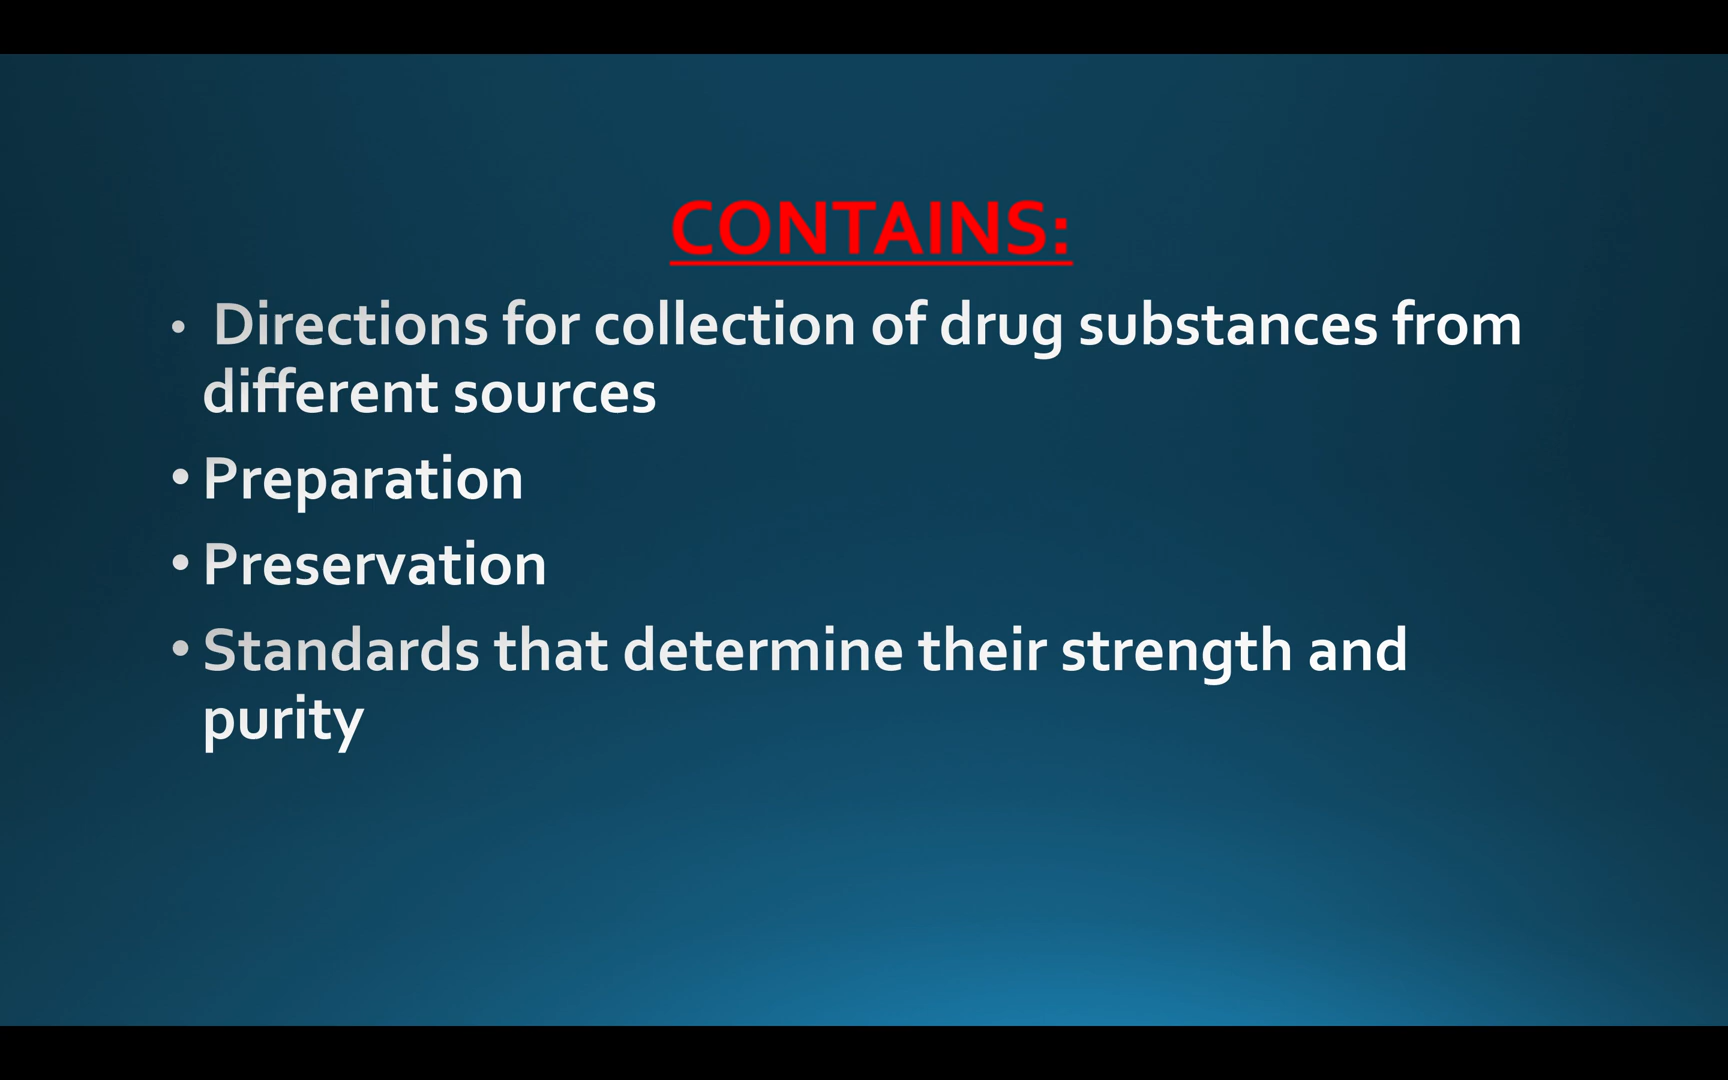 CONTAINS:
• Directions for collection of drug substances from
different sources
• Preparation
• Preservation
• Standards that determine their strength and
purity